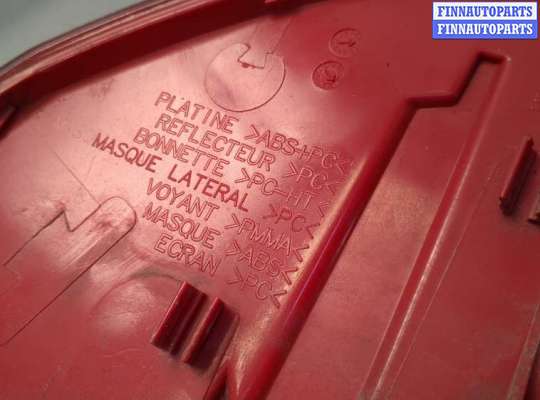 FINNAUTOPARTS
FINNAUTOPARTS
PLATINE >ABS+PC<
REFLECTEUR >PC<
BONNETTE >PC-HT<
MASQUE LATERAL >PC<
VOYANT >PMMA<
MASQUE >ABS<
ECRAN >PC<